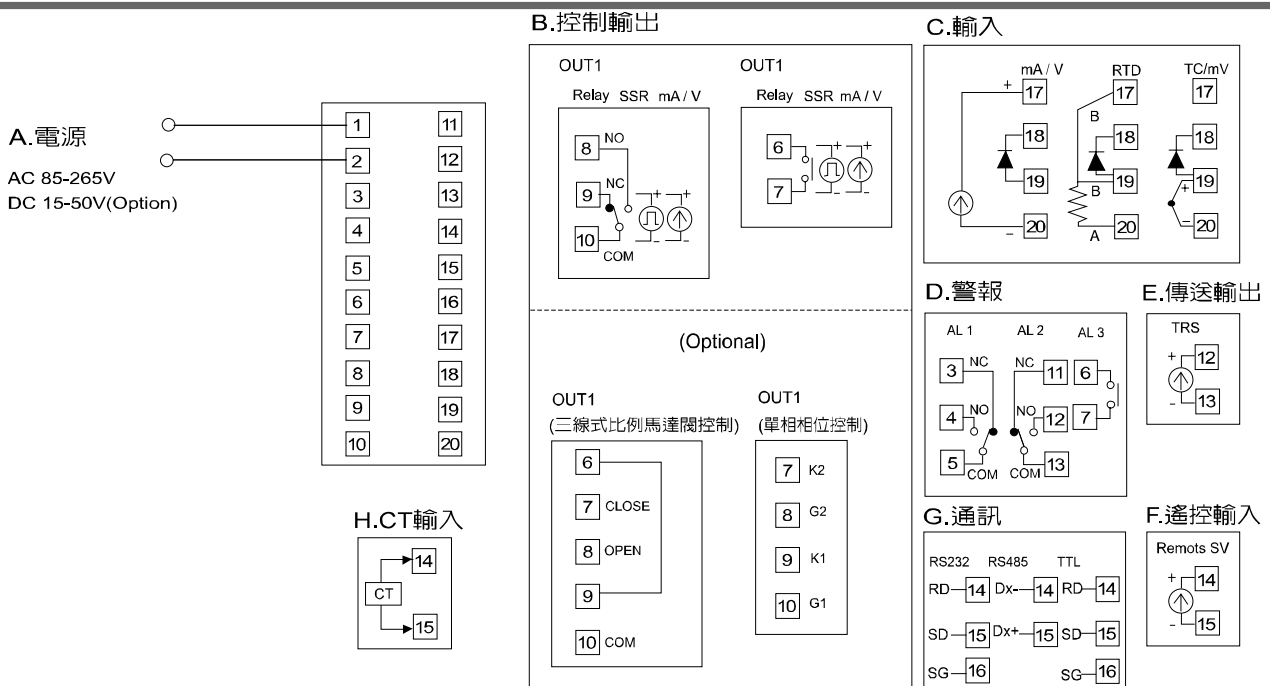 A.電源
AC 85-265V
DC 15-50V(Option)
1 11
2 12
3 13
4 14
5 15
6 16
7 17
8 18
9 19
10 20
H.CT輸入
CT
14
15
B.控制輸出
OUT1
Relay SSR mA / V
8 NO
9 NC
10
COM
+ +
- -
OUT1
Relay SSR mA / V
6
7
+ +
- -
(Optional)
OUT1
(三線式比例馬達閥控制)
6
7 CLOSE
8 OPEN
9
10 COM
OUT1
(單相相位控制)
7 K2
8 G2
9 K1
10 G1
C.輸入
mA / V
+ 17
18
19
- 20
RTD
17
B
18
19
B
A 20
TC/mV
17
18
+ 19
- 20
D.警報
AL 1
3 NC
4 NO
5 COM
AL 2
NC 11
NO 12
COM 13
AL 3
6
7
E.傳送輸出
TRS
+ 12
- 13
G.通訊
RS232 RS485 TTL
RD 14 Dx- 14 RD 14
SD 15 Dx+ 15 SD 15
SG 16 SG 16
F.遙控輸入
Remots SV
+ 14
- 15